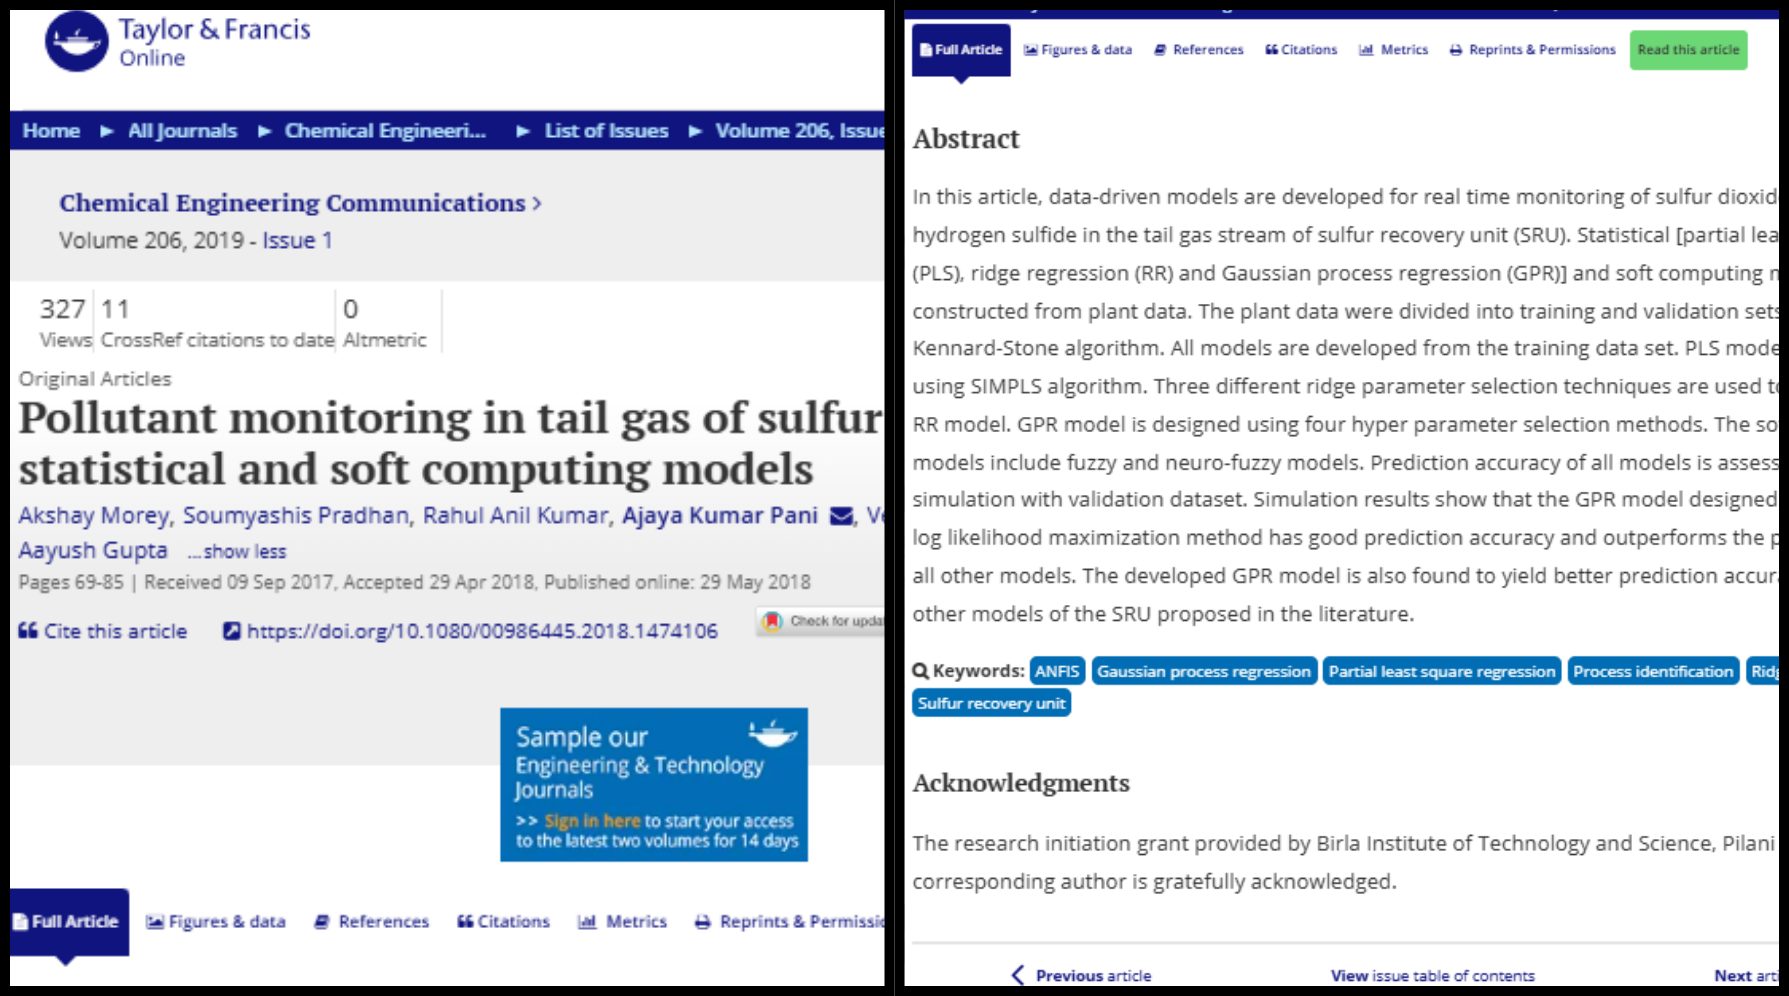 Taylor & Francis
Online
Home ► All Journals ► Chemical Engineeri... ► List of Issues ► Volume 206, Issue
Chemical Engineering Communications >
Volume 206, 2019 - Issue 1
327 11 0
Views CrossRef citations to date Altmetric
Original Articles
Pollutant monitoring in tail gas of sulfur
statistical and soft computing models
Akshay Morey, Soumyashis Pradhan, Rahul Anil Kumar, Ajaya Kumar Pani
Aayush Gupta ...show less
Pages 69-85 | Received 09 Sep 2017, Accepted 29 Apr 2018, Published online: 29 May 2018
Cite this article https://doi.org/10.1080/00986445.2018.1474106 Check for
Sample our
Engineering & Technology
Journals
>> Sign in here to start your access
to the latest two volumes for 14 days
Full Article Figures & data References Citations Metrics Reprints &
Full Article Figures & data References Citations Metrics Reprints & Permissions Read this article
Abstract
In this article, data-driven models are developed for real time monitoring of sulfur
hydrogen sulfide in the tail gas stream of sulfur recovery unit (SRU). Statistical [partial
(PLS), ridge regression (RR) and Gaussian process regression (GPR)] and soft computing
constructed from plant data. The plant data were divided into training and validation sets
Kennard-Stone algorithm. All models are developed from the training data set. PLS
using SIMPLS algorithm. Three different ridge parameter selection techniques are used
RR model. GPR model is designed using four hyper parameter selection methods. The
models include fuzzy and neuro-fuzzy models. Prediction accuracy of all models is
simulation with validation dataset. Simulation results show that the GPR model designed
log likelihood maximization method has good prediction accuracy and outperforms the
all other models. The developed GPR model is also found to yield better prediction
other models of the SRU proposed in the literature.
Keywords: ANFIS Gaussian process regression Partial least square regression Process identification
Sulfur recovery unit
Acknowledgments
The research initiation grant provided by Birla Institute of Technology and Science, Pilani
corresponding author is gratefully acknowledged.
Previous article View issue table of contents Next